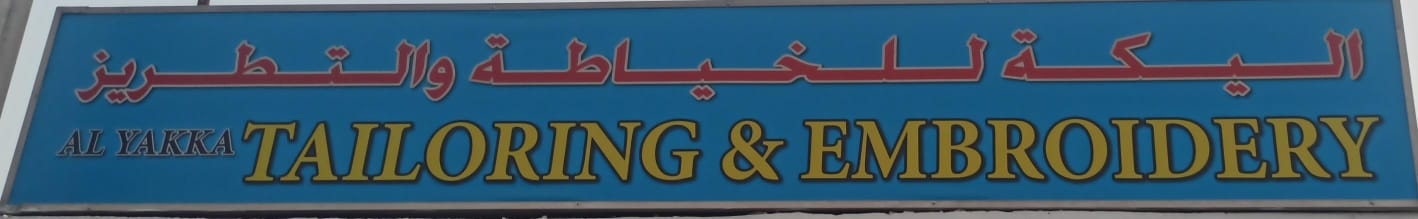 اليكة للخياطة والتطريز
AL YAKKA TAILORING & EMBROIDERY